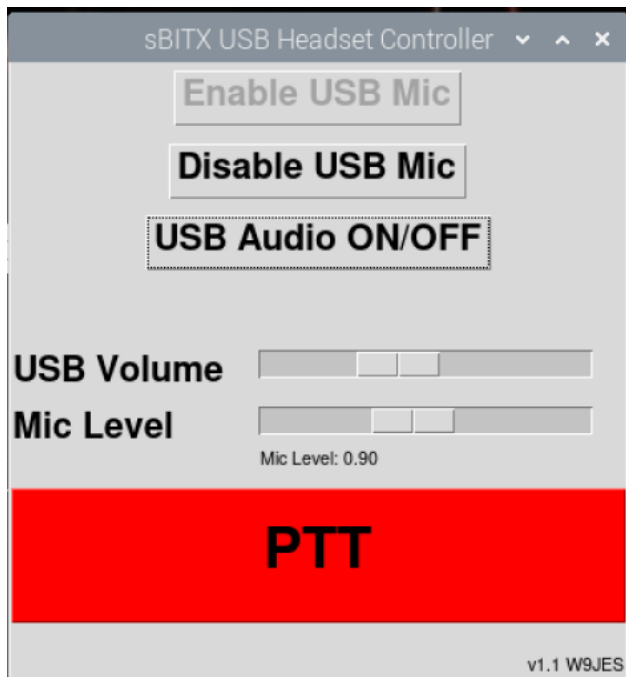 sBITX USB Headset Controller
Enable USB Mic
Disable USB Mic
USB Audio ON/OFF
USB Volume
Mic Level
Mic Level: 0.90
PTT
v1.1 W9JES